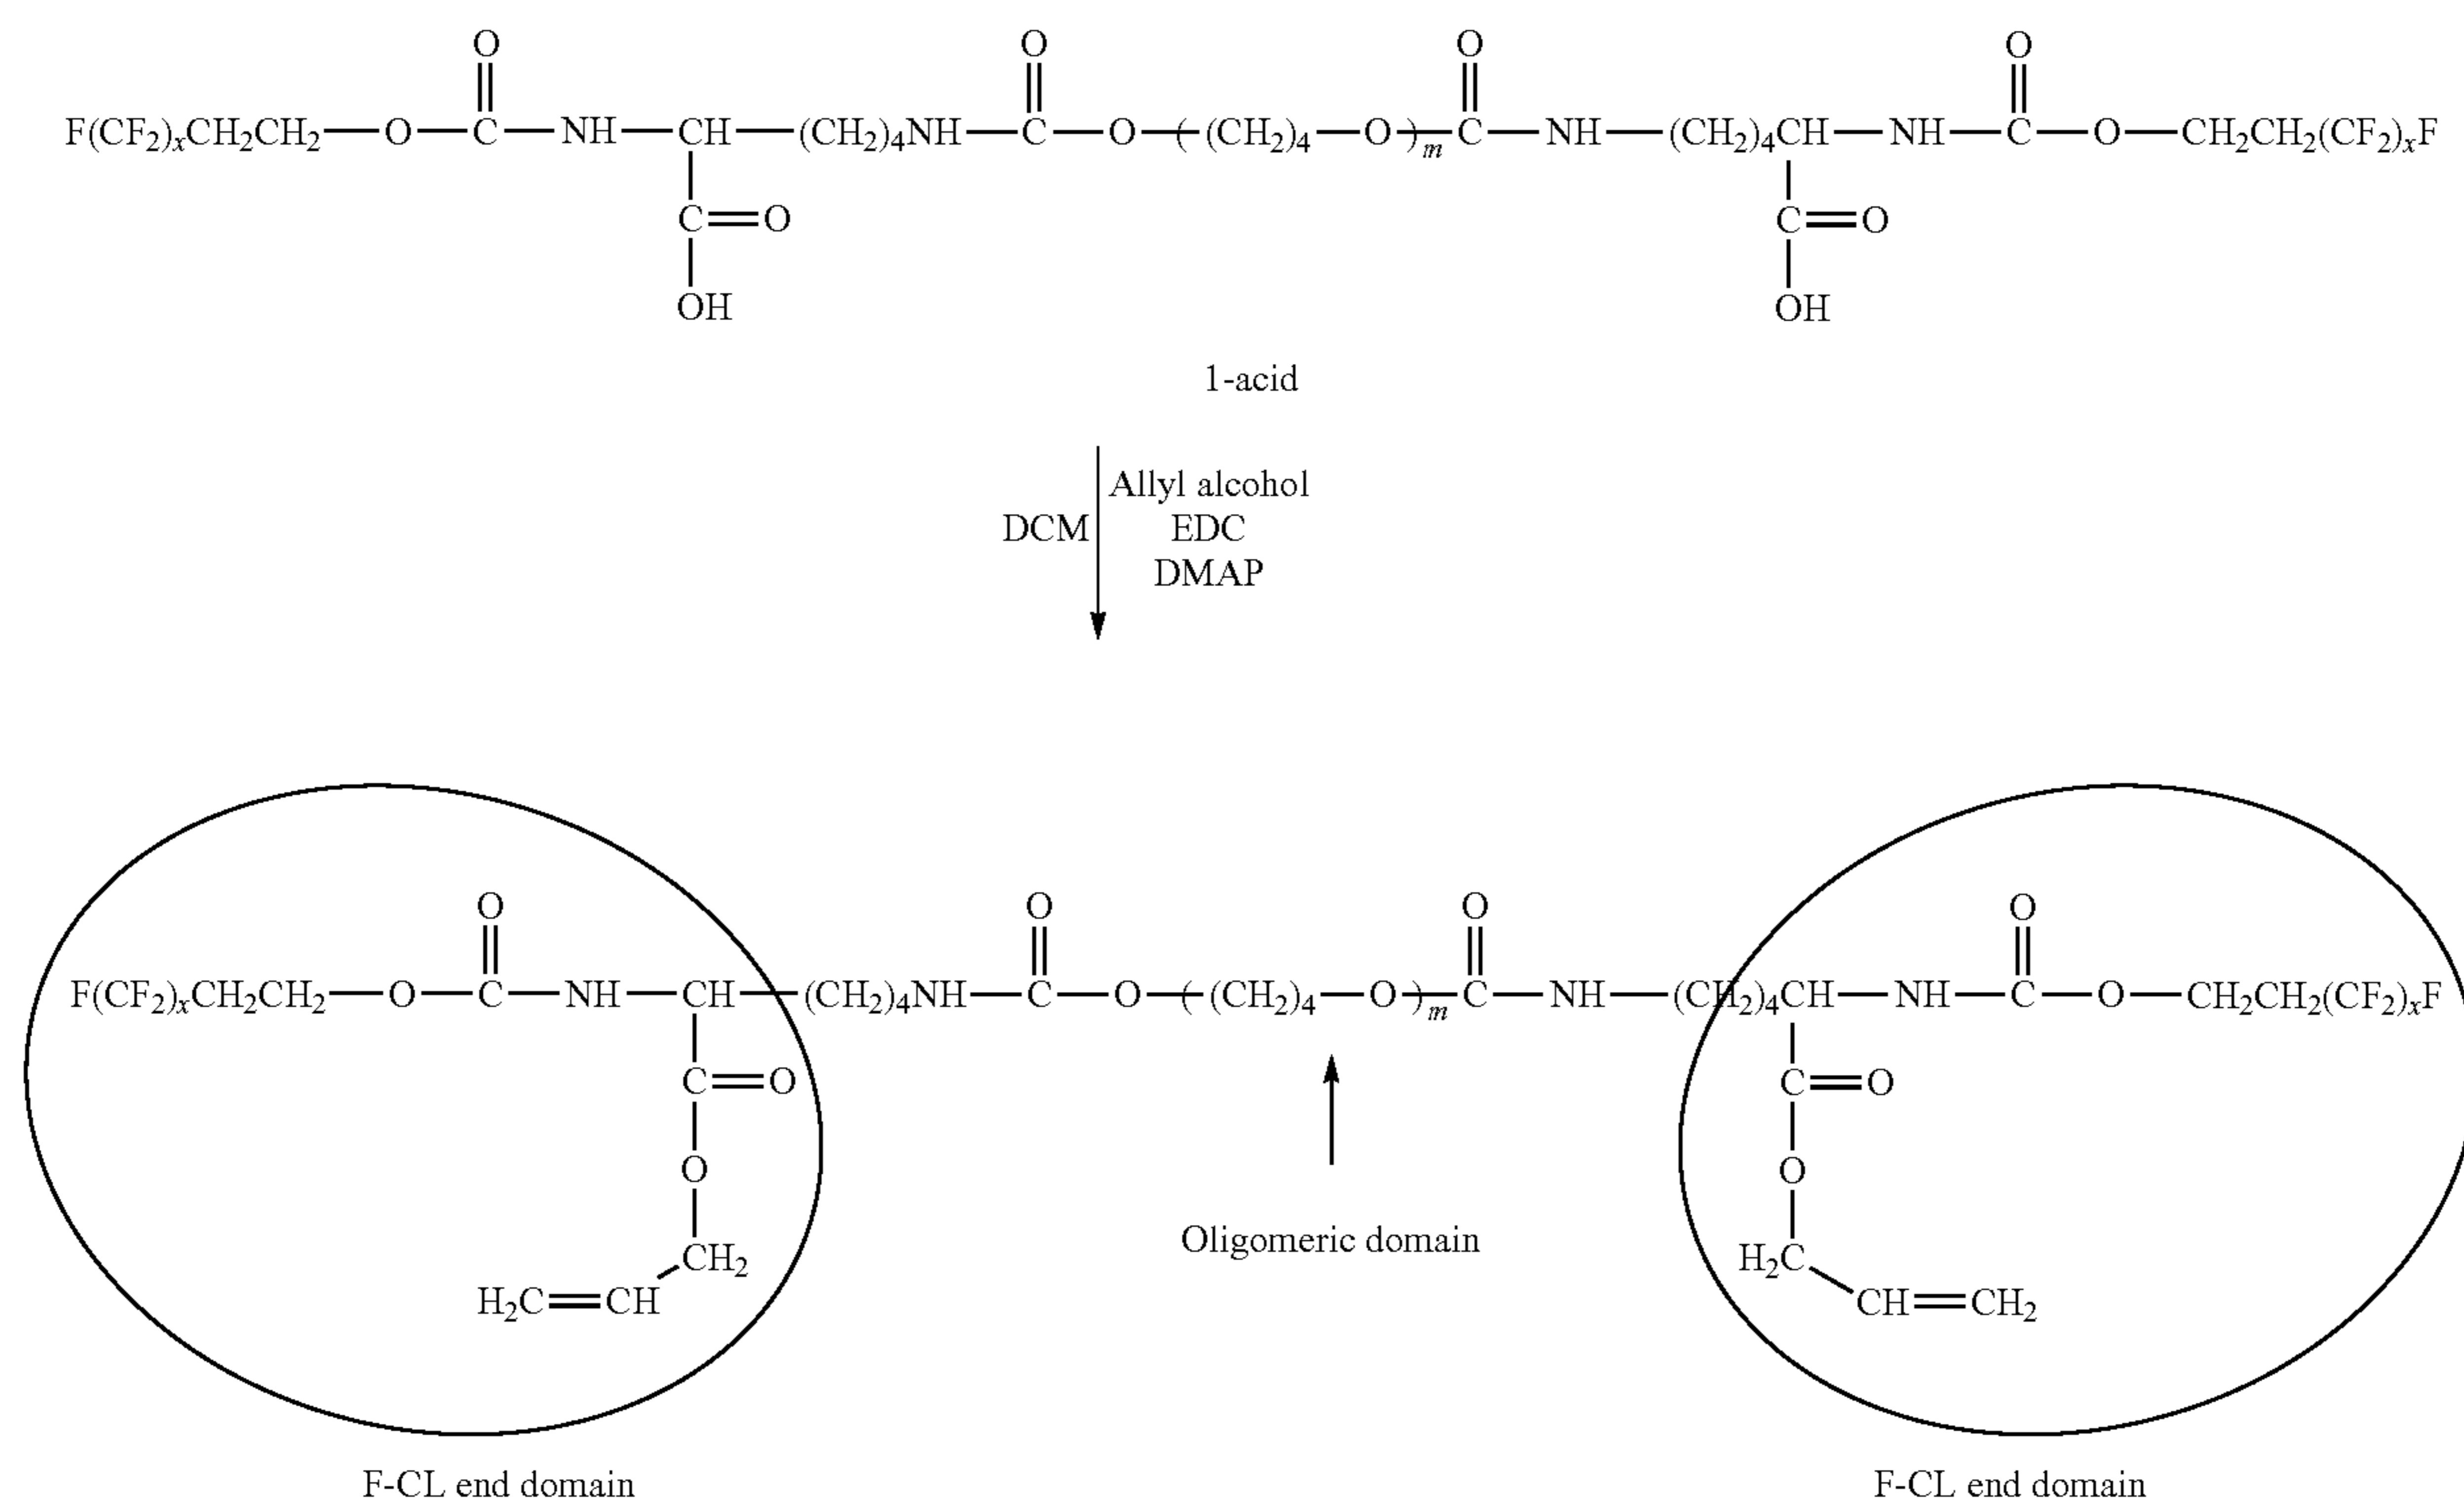 O O O O
F(CF₂)ₓCH₂CH₂—O—C—NH—CH—(CH₂)₄NH—C—O—((CH₂)₄—O)ₘ—C—NH—(CH₂)₄CH—NH—C—O—CH₂CH₂(CF₂)ₓF
C=O C=O
OH OH
1-acid
Allyl alcohol
DCM EDC
DMAP
O O O O
F(CF₂)ₓCH₂CH₂—O—C—NH—CH—(CH₂)₄NH—C—O—((CH₂)₄—O)ₘ—C—NH—(CH₂)₄CH—NH—C—O—CH₂CH₂(CF₂)ₓF
C=O C=O
O O
Oligomeric domain
CH₂ H₂C
H₂C=CH CH=CH₂
F-CL end domain F-CL end domain